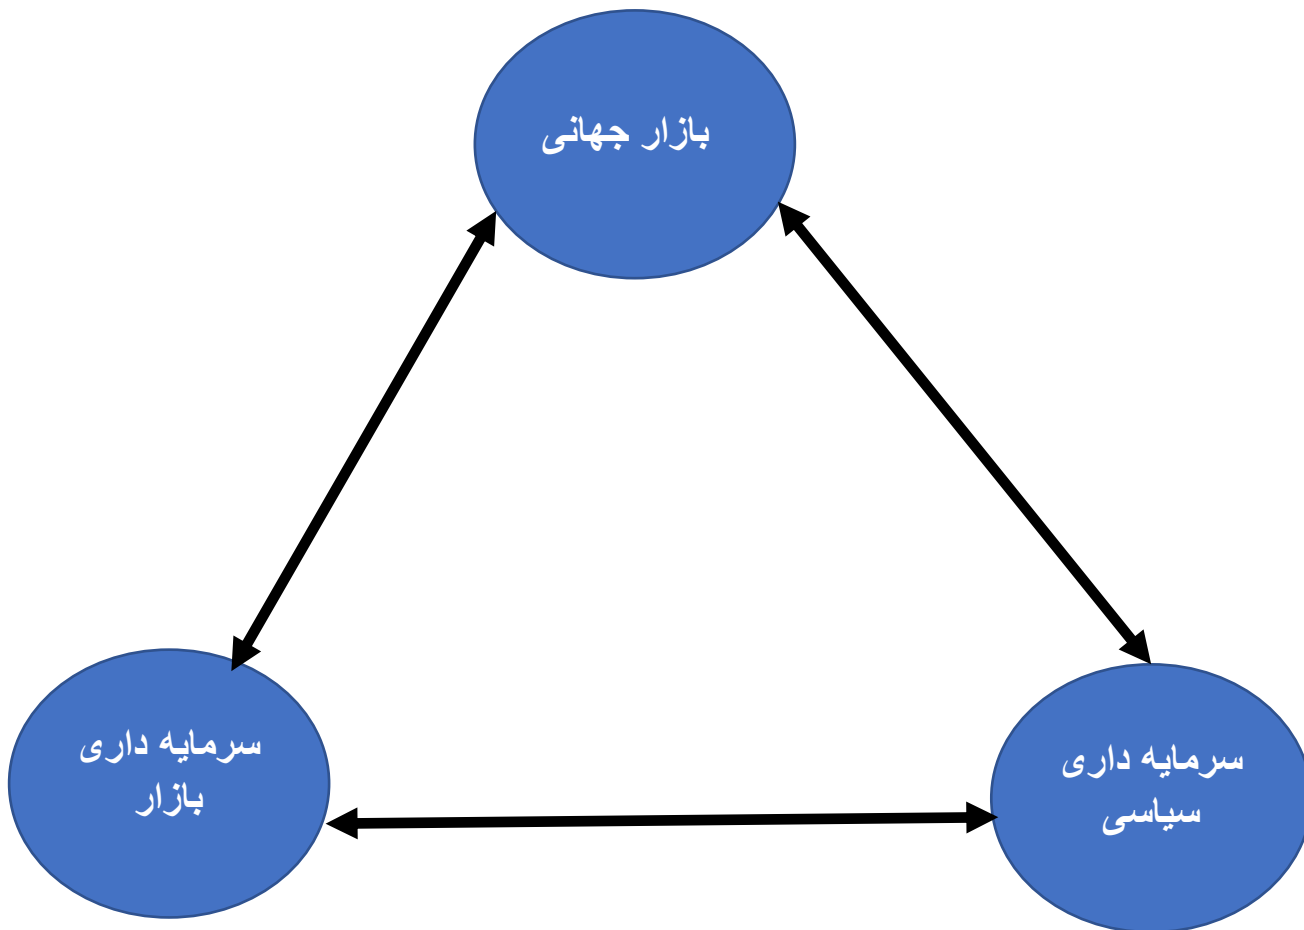 بازار جهانی
سرمایه داری
سیاسی
سرمایه داری
بازار